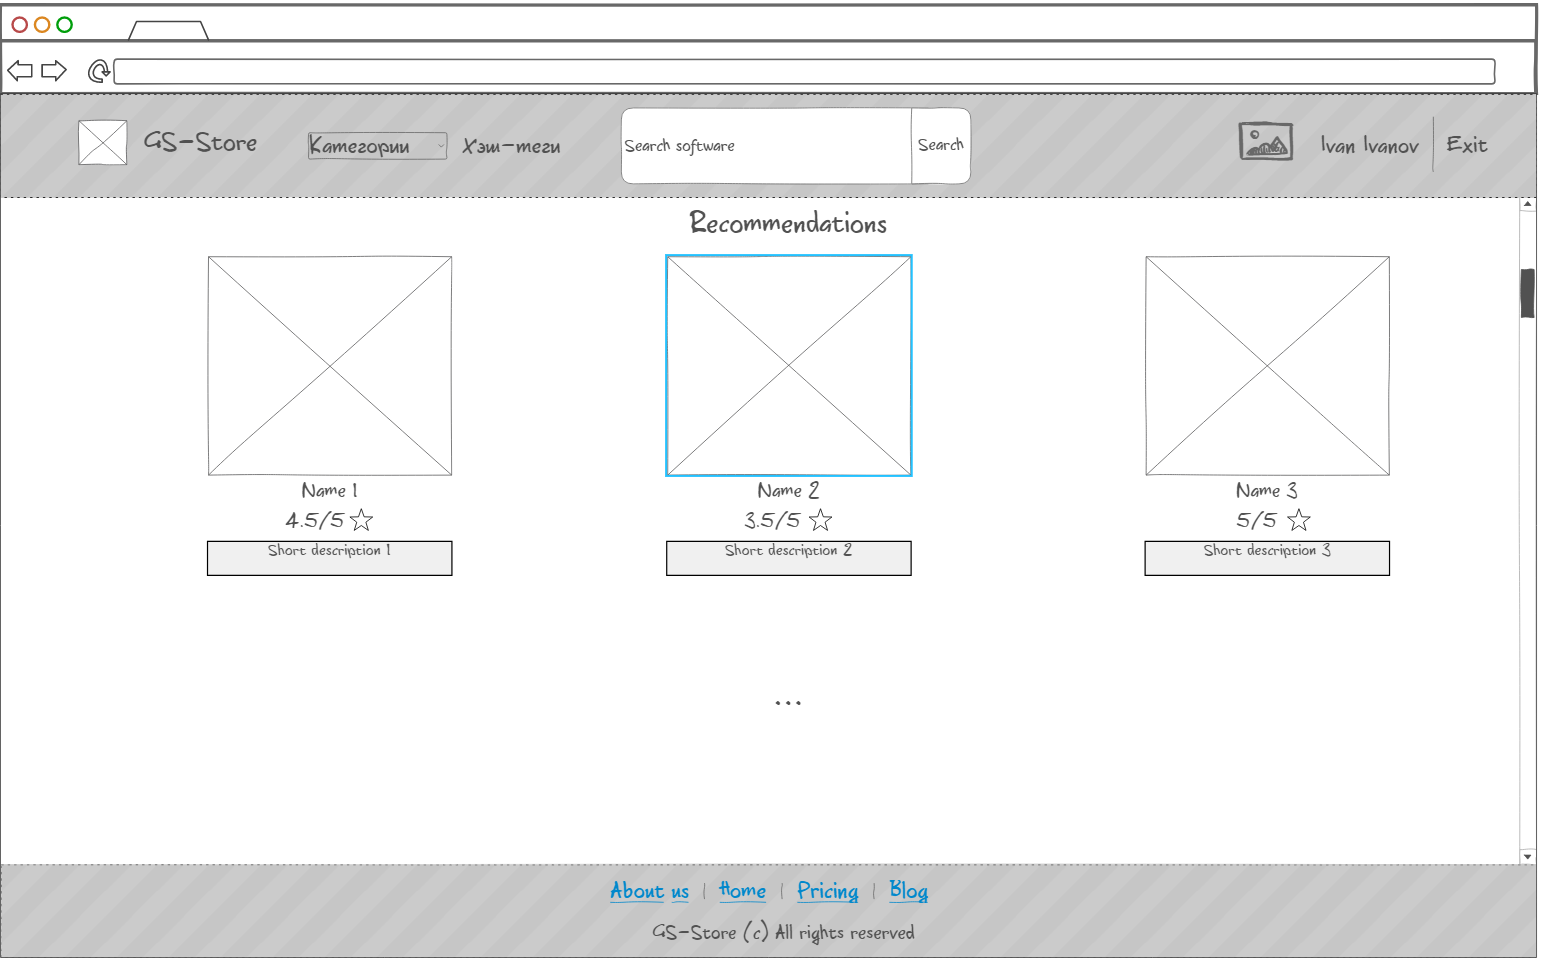 GS-Store Категории Хэш-теги Search software Search Ivan Ivanov Exit
Recommendations
Name 1 Name 2 Name 3
4.5/5 3.5/5 5/5
Short description 1 Short description 2 Short description 3
...
About us | Home | Pricing | Blog
GS-Store (c) All rights reserved